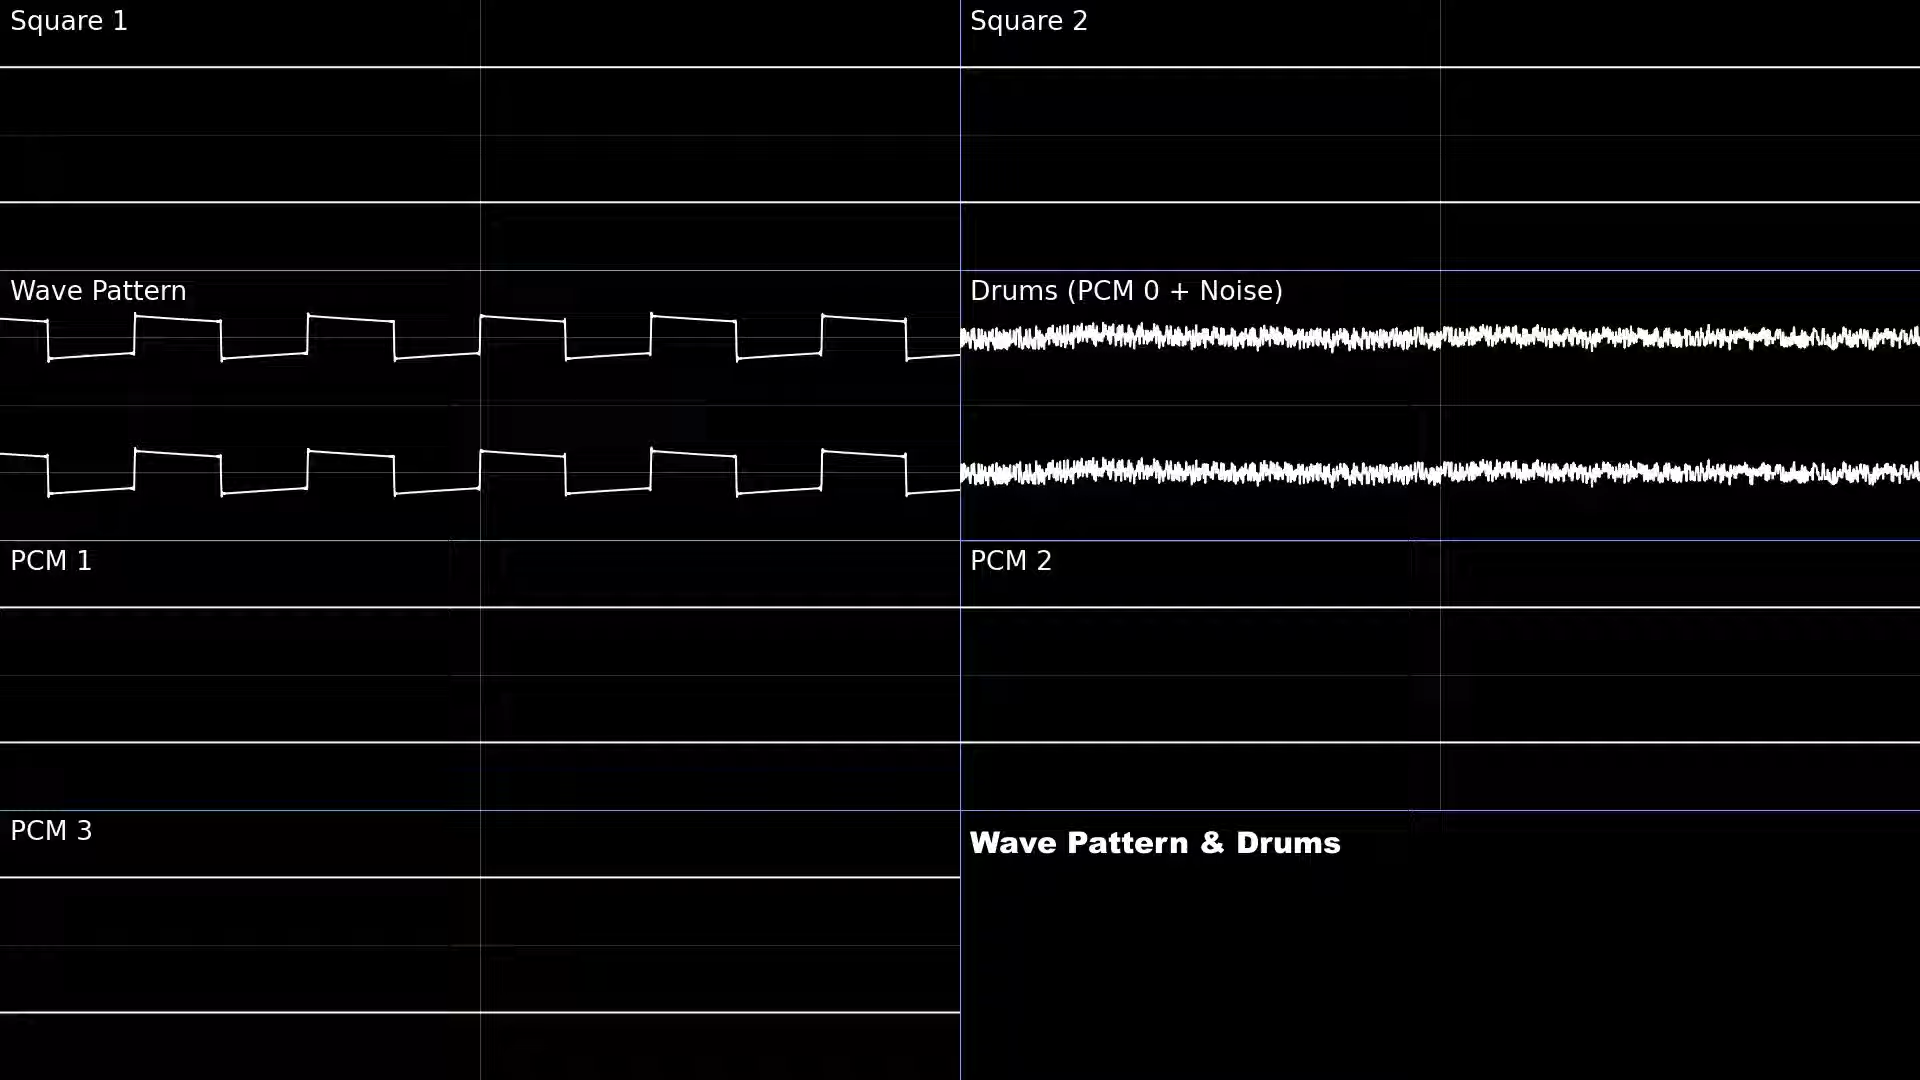 Square 1
Square 2
Wave Pattern
Drums (PCM 0 + Noise)
PCM 1
PCM 2
PCM 3
Wave Pattern & Drums